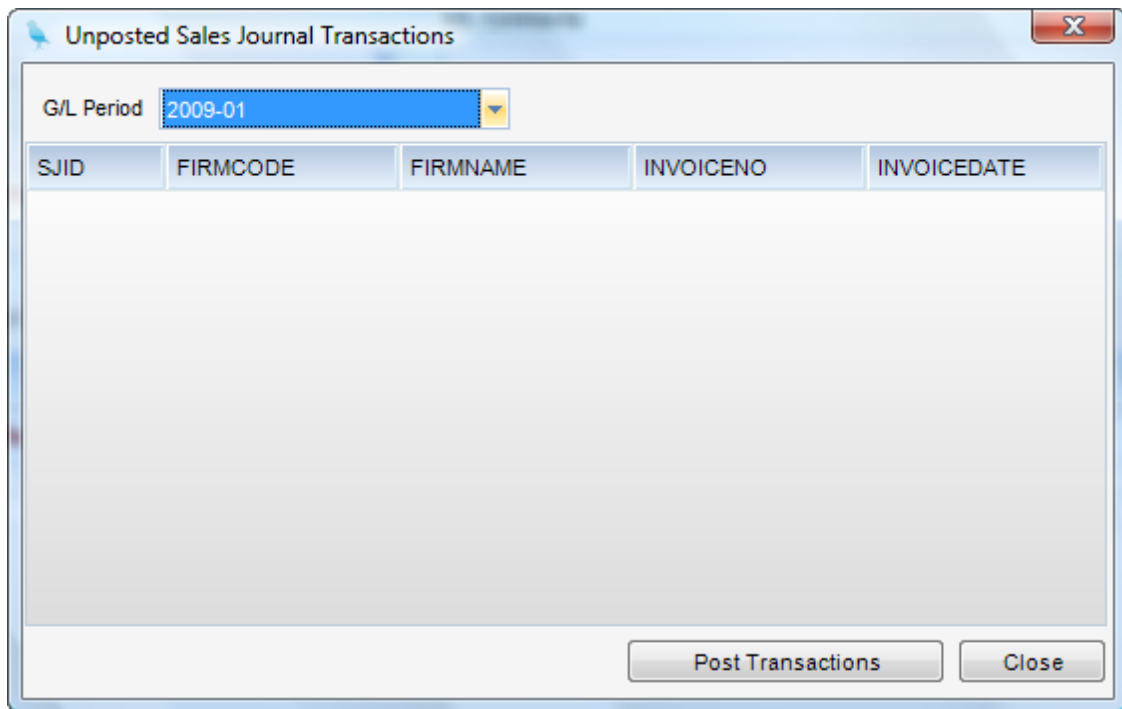 Unposted Sales Journal Transactions
G/L Period 2009-01
SJID FIRMCODE FIRMNAME INVOICENO INVOICEDATE
Post Transactions Close